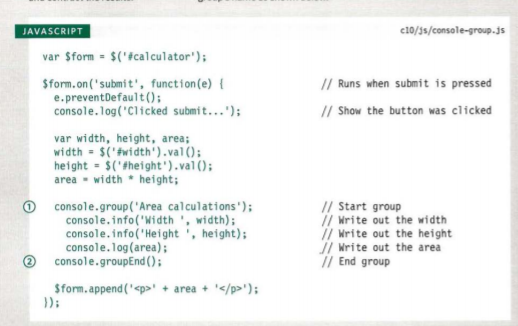 JAVASCRIPT c10/js/console-group.js
var $form = $('#calculator');
$form.on('submit', function(e) { // Runs when submit is pressed
e.preventDefault();
console.log('Clicked submit...'); // Show the button was clicked
var width, height, area;
width = $('#width').val();
height = $('#height').val();
area = width * height;
① console.group('Area calculations'); // Start group
console.info('Width ', width); // Write out the width
console.info('Height ', height); // Write out the height
console.log(area); // Write out the area
② console.groupEnd(); // End group
$form.append('<p>' + area + '</p>');
});